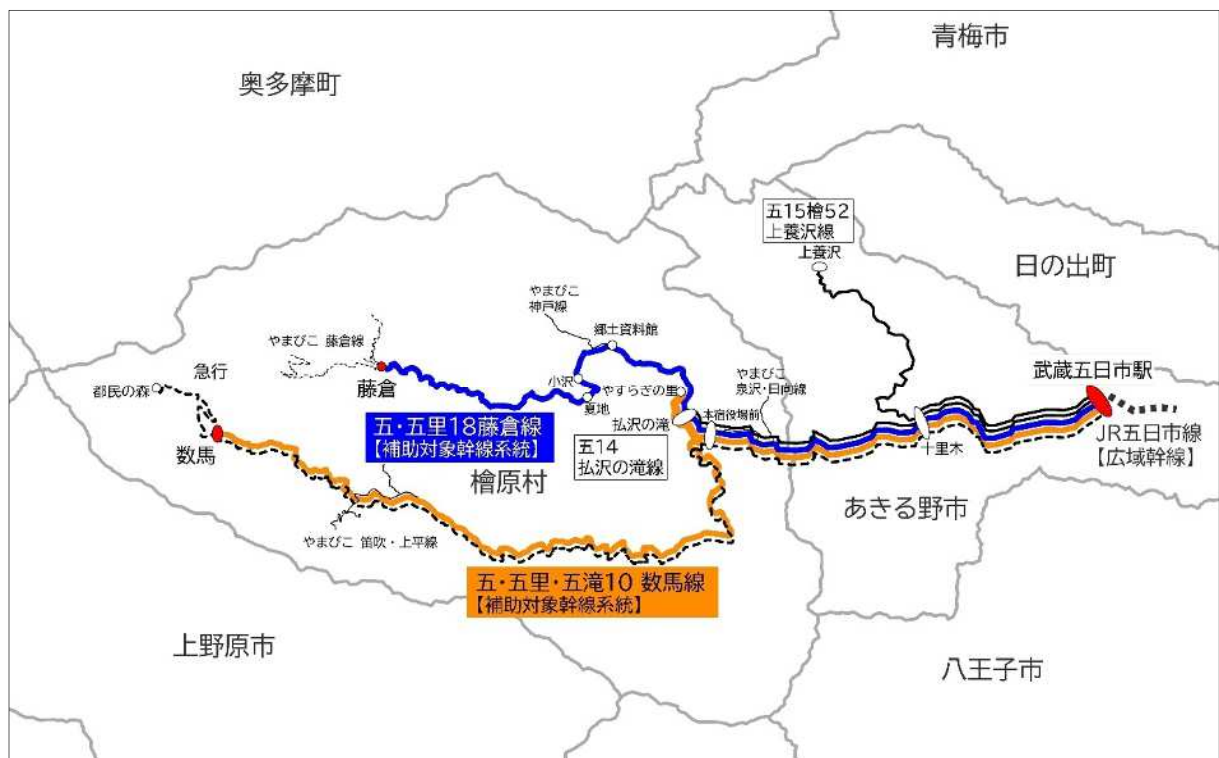 青梅市
奥多摩町
五15檜52
上養沢線
上養沢
日の出町
やまびこ
神戸線
郷土資料館
やまびこ 藤倉線
急行
都民の森
藤倉
小沢
夏地
やすらぎの里
やまびこ
泉沢・日向線
武蔵五日市駅
払沢の滝
本宿役場前
五・五里18藤倉線
【補助対象幹線系統】
数馬
五14
払沢の滝線
十里木
JR五日市線
【広域幹線】
檜原村
あきる野市
やまびこ 笛吹・上平線
五・五里・五滝10 数馬線
【補助対象幹線系統】
上野原市
八王子市